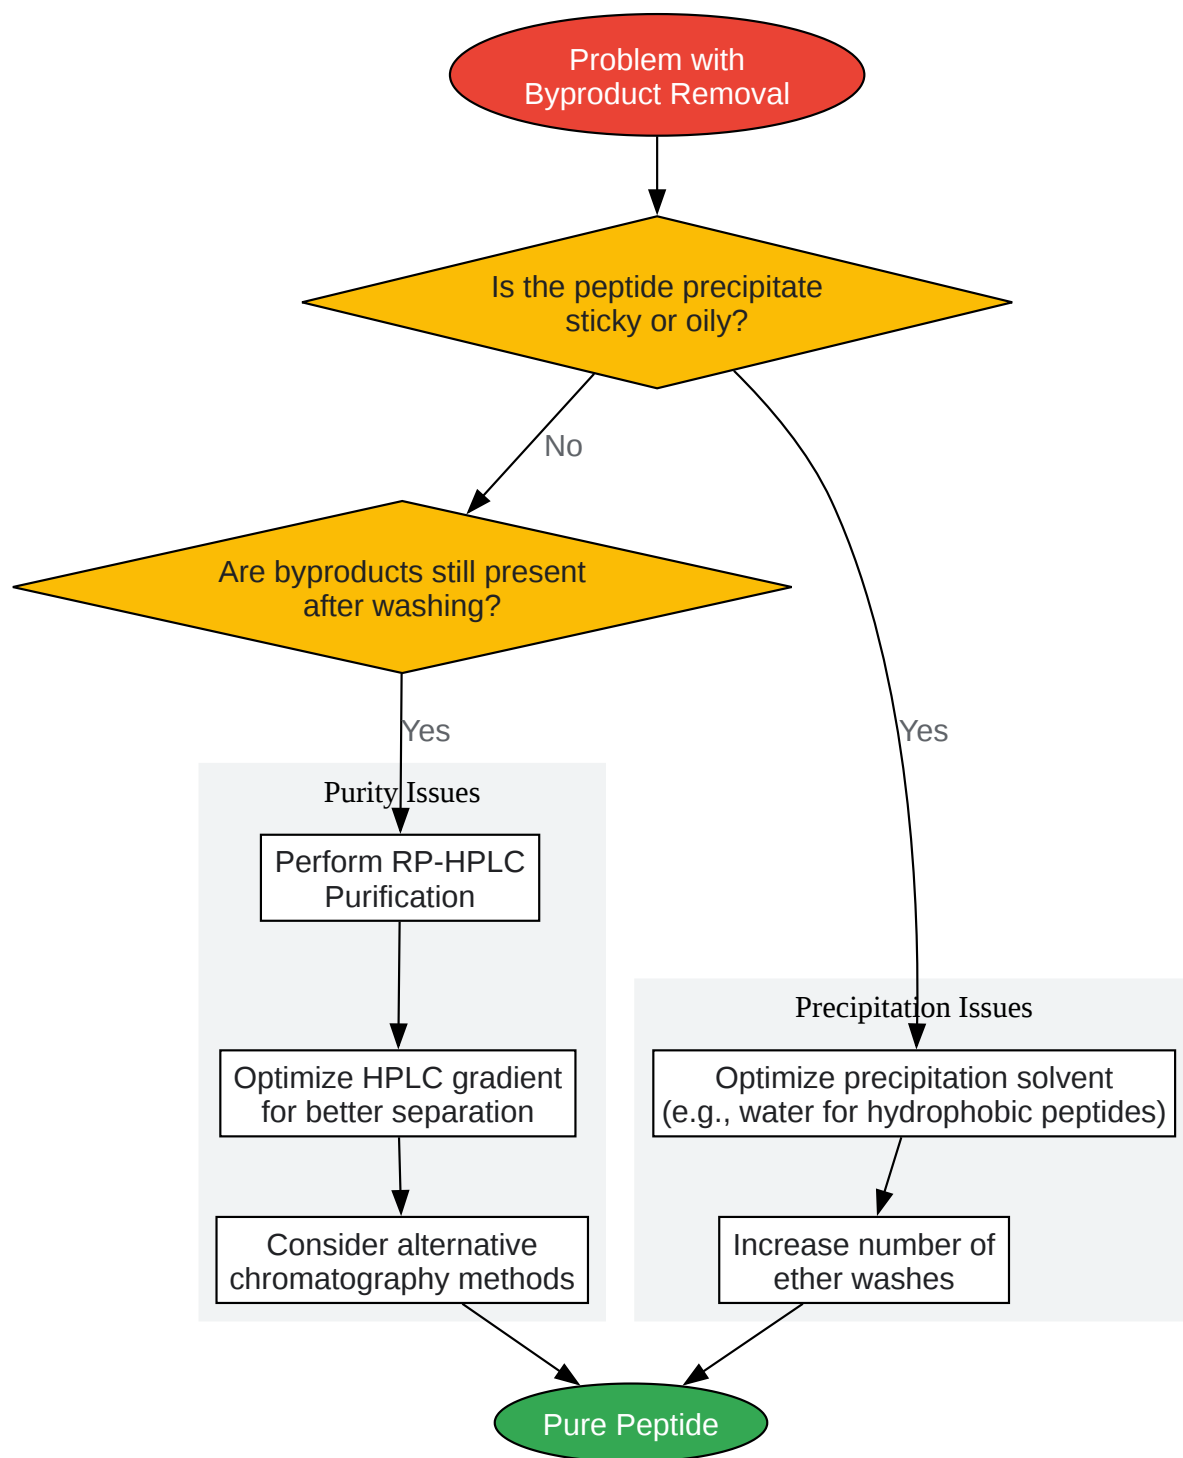 Problem with
Byproduct Removal
Is the peptide precipitate
sticky or oily?
No
Are byproducts still present
after washing?
Yes
Yes
Purity Issues
Perform RP-HPLC
Purification
Precipitation Issues
Optimize HPLC gradient
for better separation
Optimize precipitation solvent
(e.g., water for hydrophobic peptides)
Consider alternative
chromatography methods
Increase number of
ether washes
Pure Peptide